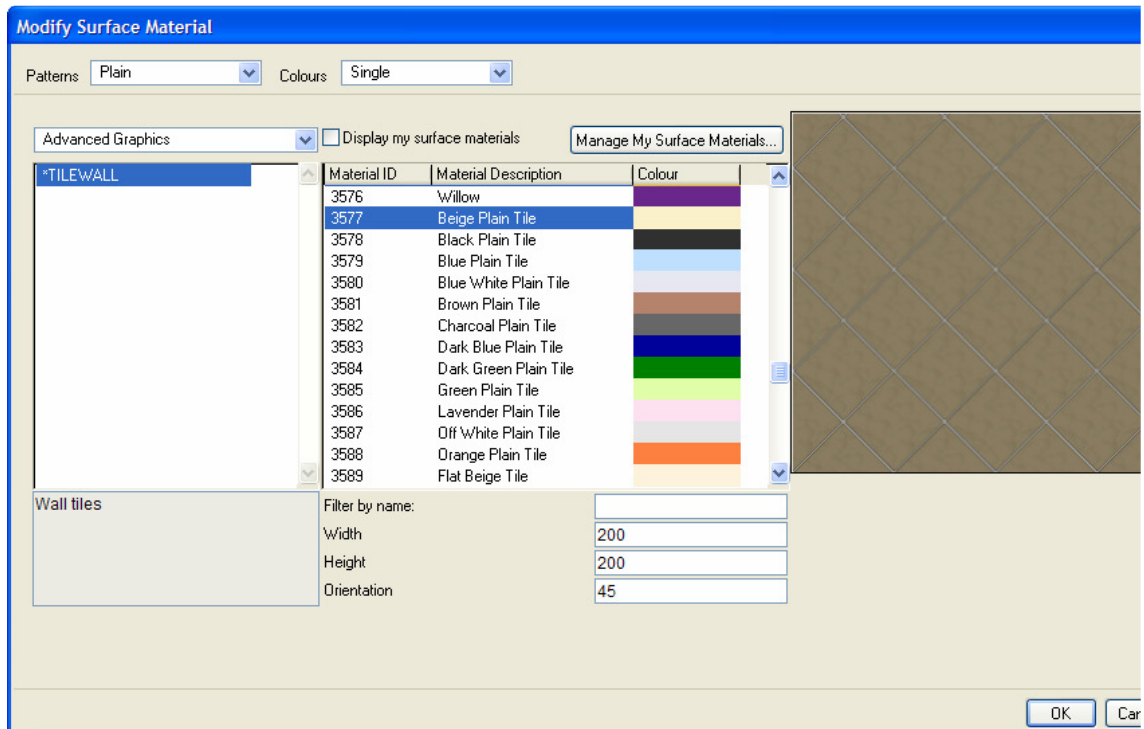 Modify Surface Material
Patterns Plain Colours Single
Advanced Graphics Display my surface materials Manage My Surface Materials...
*TILEWALL
Material ID Material Description Colour
3576 Willow
3577 Beige Plain Tile
3578 Black Plain Tile
3579 Blue Plain Tile
3580 Blue White Plain Tile
3581 Brown Plain Tile
3582 Charcoal Plain Tile
3583 Dark Blue Plain Tile
3584 Dark Green Plain Tile
3585 Green Plain Tile
3586 Lavender Plain Tile
3587 Off White Plain Tile
3588 Orange Plain Tile
3589 Flat Beige Tile
Wall tiles
Filter by name:
Width 200
Height 200
Orientation 45
OK Car